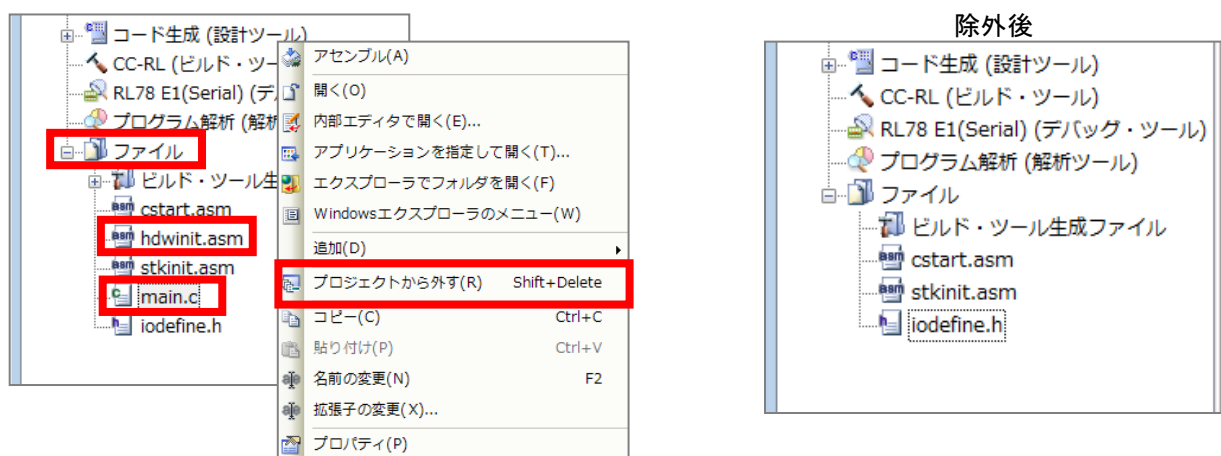 コード生成 (設計ツール)
CC-RL (ビルド・ツー
RL78 E1(Serial) (デ
プログラム解析 (解析
ファイル
ビルド・ツール生
asm cstart.asm
asm hdwinit.asm
asm stkinit.asm
main.c
iodefine.h
アセンブル(A)
開く(O)
内部エディタで開く(E)...
アプリケーションを指定して開く(T)...
エクスプローラでフォルダを開く(F)
Windowsエクスプローラのメニュー(W)
追加(D)
プロジェクトから外す(R) Shift+Delete
コピー(C) Ctrl+C
貼り付け(P) Ctrl+V
名前の変更(N) F2
拡張子の変更(X)...
プロパティ(P)
除外後
コード生成 (設計ツール)
CC-RL (ビルド・ツール)
RL78 E1(Serial) (デバッグ・ツール)
プログラム解析 (解析ツール)
ファイル
ビルド・ツール生成ファイル
asm cstart.asm
asm stkinit.asm
iodefine.h